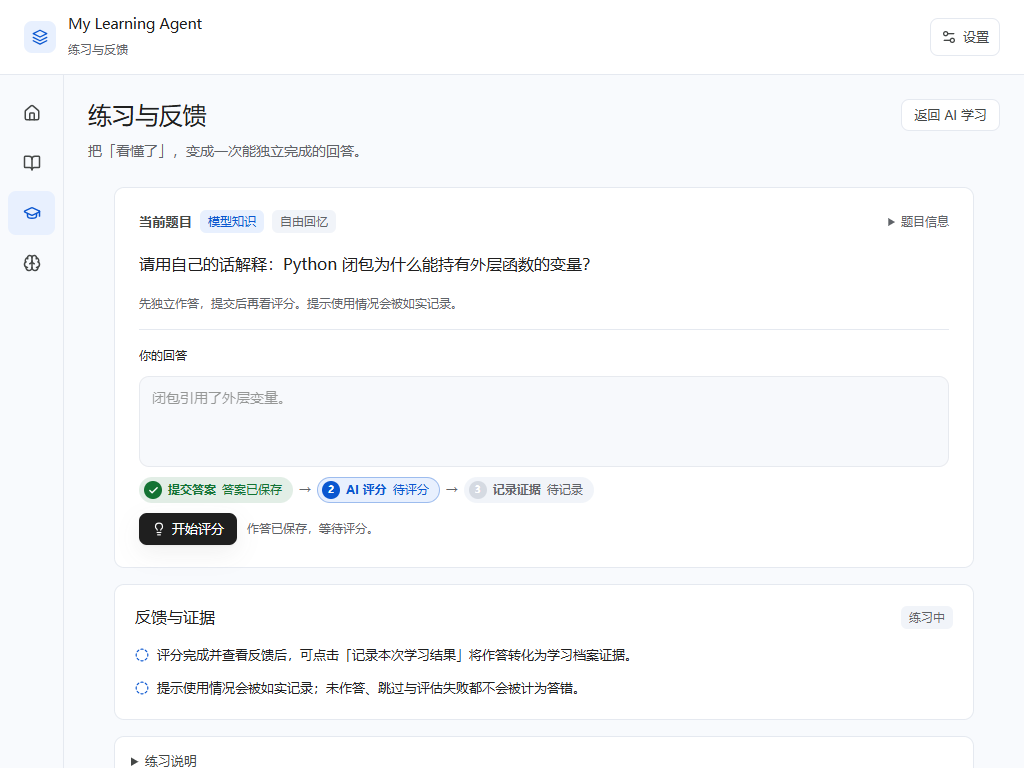 My Learning Agent
练习与反馈
设置
练习与反馈
返回 AI 学习
把「看懂了」，变成一次能独立完成的回答。
当前题目 模型知识 自由回忆
▶ 题目信息
请用自己的话解释：Python 闭包为什么能持有外层函数的变量？
先独立作答，提交后再看评分。提示使用情况会被如实记录。
你的回答
闭包引用了外层变量。
提交答案 答案已保存 → 2 AI 评分 待评分 → 3 记录证据 待记录
开始评分 作答已保存，等待评分。
反馈与证据
练习中
评分完成并查看反馈后，可点击「记录本次学习结果」将作答转化为学习档案证据。
提示使用情况会被如实记录；未作答、跳过与评估失败都不会被计为答错。
▶ 练习说明